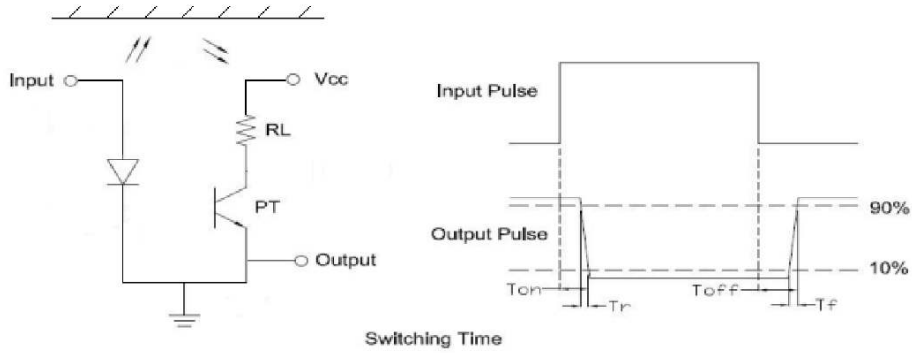 Input
Vcc
RL
PT
Output
Input Pulse
Output Pulse
90%
10%
Ton
Tr
Toff
Tf
Switching Time